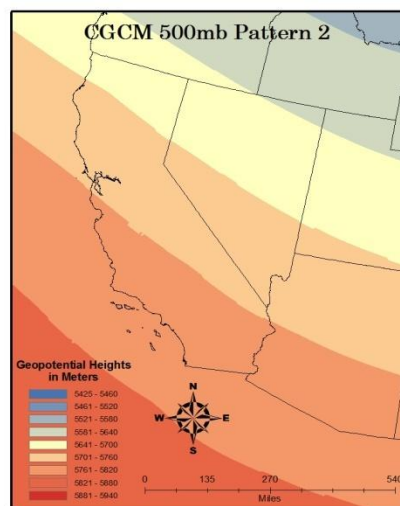 CGCM 500mb Pattern 2
Geopotential Heights
in Meters
5425 - 5460
5461 - 5520
5521 - 5580
5581 - 5640
5641 - 5700
5701 - 5760
5761 - 5820
5821 - 5880
5881 - 5940
N
W E
S
0 135 270 540
Miles